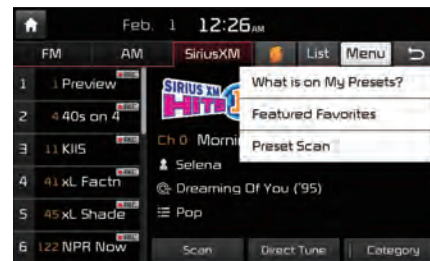 Feb. 1 12:26 AM
FM AM SiriusXM List Menu
What is on My Presets?
Featured Favorites
Preset Scan
1 1 Preview
2 4 40s on 4
3 11 KIIS
4 41 xL Factn
5 45 xL Shade
6 122 NPR Now
SIRIUS XM
HITS 1
Ch 0 Morni
Selena
Dreaming Of You ('95)
Pop
Scan Direct Tune Category